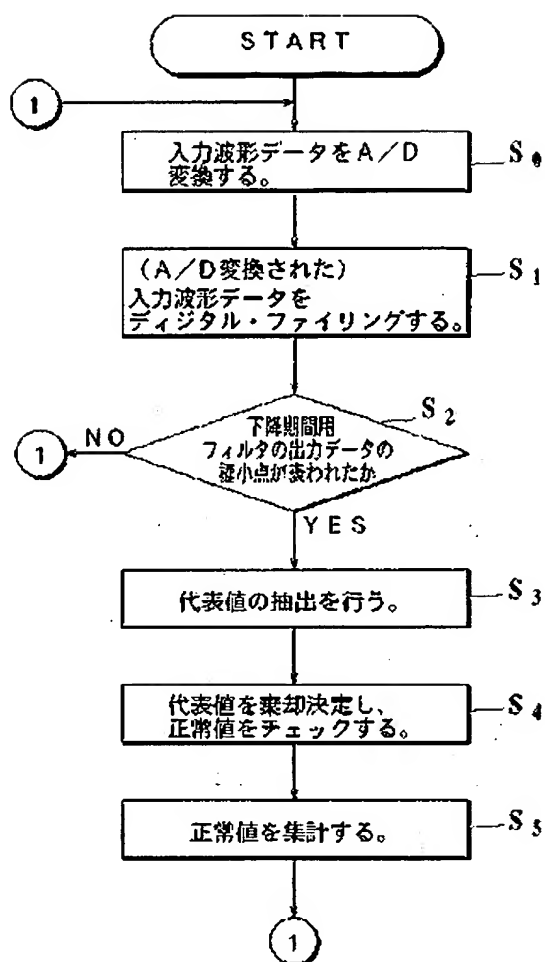 START
1
入力波形データをA/D
変換する。
S0
(A/D変換された)
入力波形データを
ディジタル・ファイリングする。
S1
下降期間用
フィルタの出力データの
極小点が表われたか
S2
NO
1
YES
代表値の抽出を行う。
S3
代表値を棄却決定し、
正常値をチェックする。
S4
正常値を集計する。
S5
1